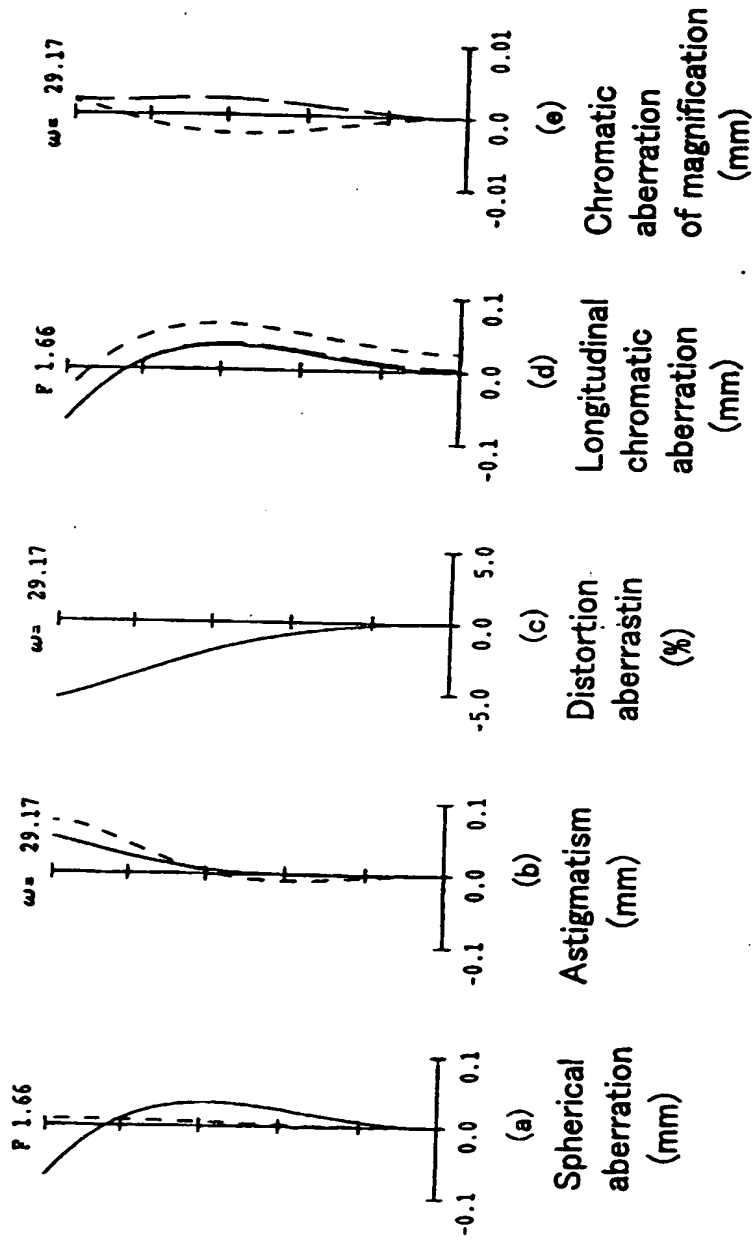 F 1.66
-0.1 0.0 0.1
(a)
Spherical
aberration
(mm)
ω= 29.17
-0.1 0.0 0.1
(b)
Astigmatism
(mm)
ω= 29.17
-5.0 0.0 5.0
(c)
Distortion
aberrastin
(%)
F 1.66
-0.1 0.0 0.1
(d)
Longitudinal
chromatic
aberration
(mm)
ω= 29.17
-0.01 0.0 0.01
(e)
Chromatic
aberration
of magnification
(mm)